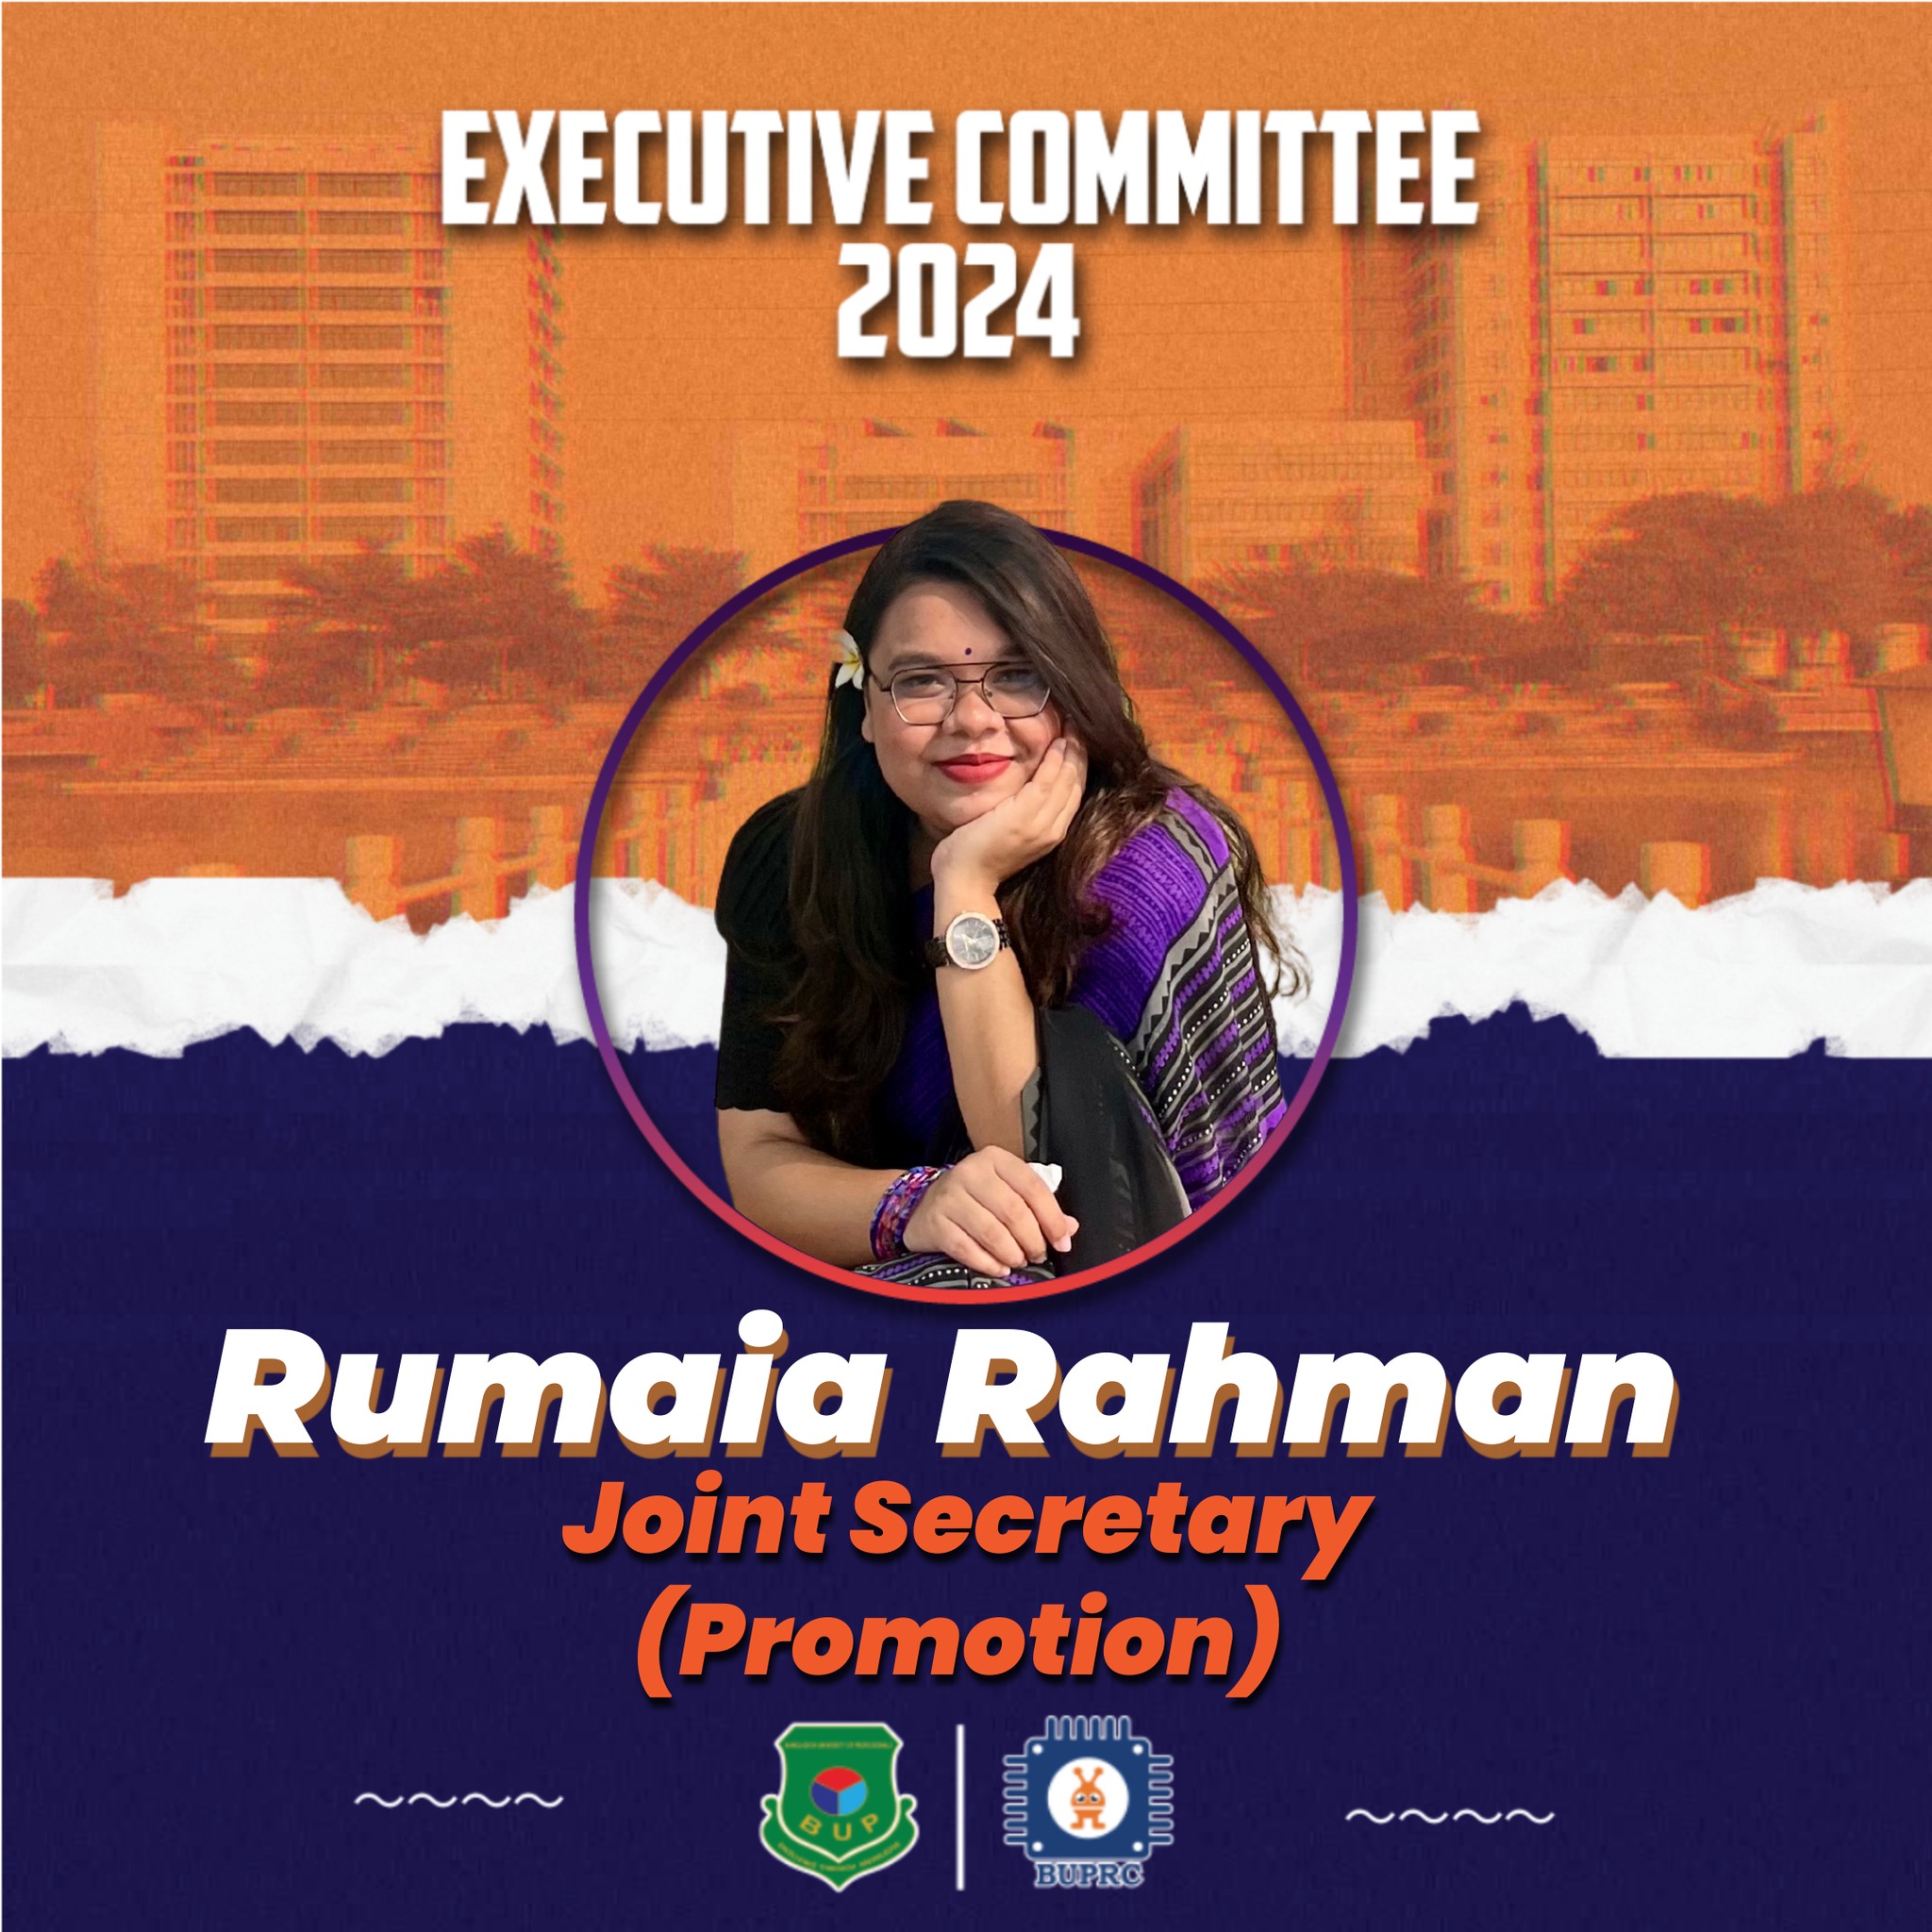 EXECUTIVE COMMITTEE
2024
Rumaia Rahman
Joint Secretary
(Promotion)
BUP
BUPRC